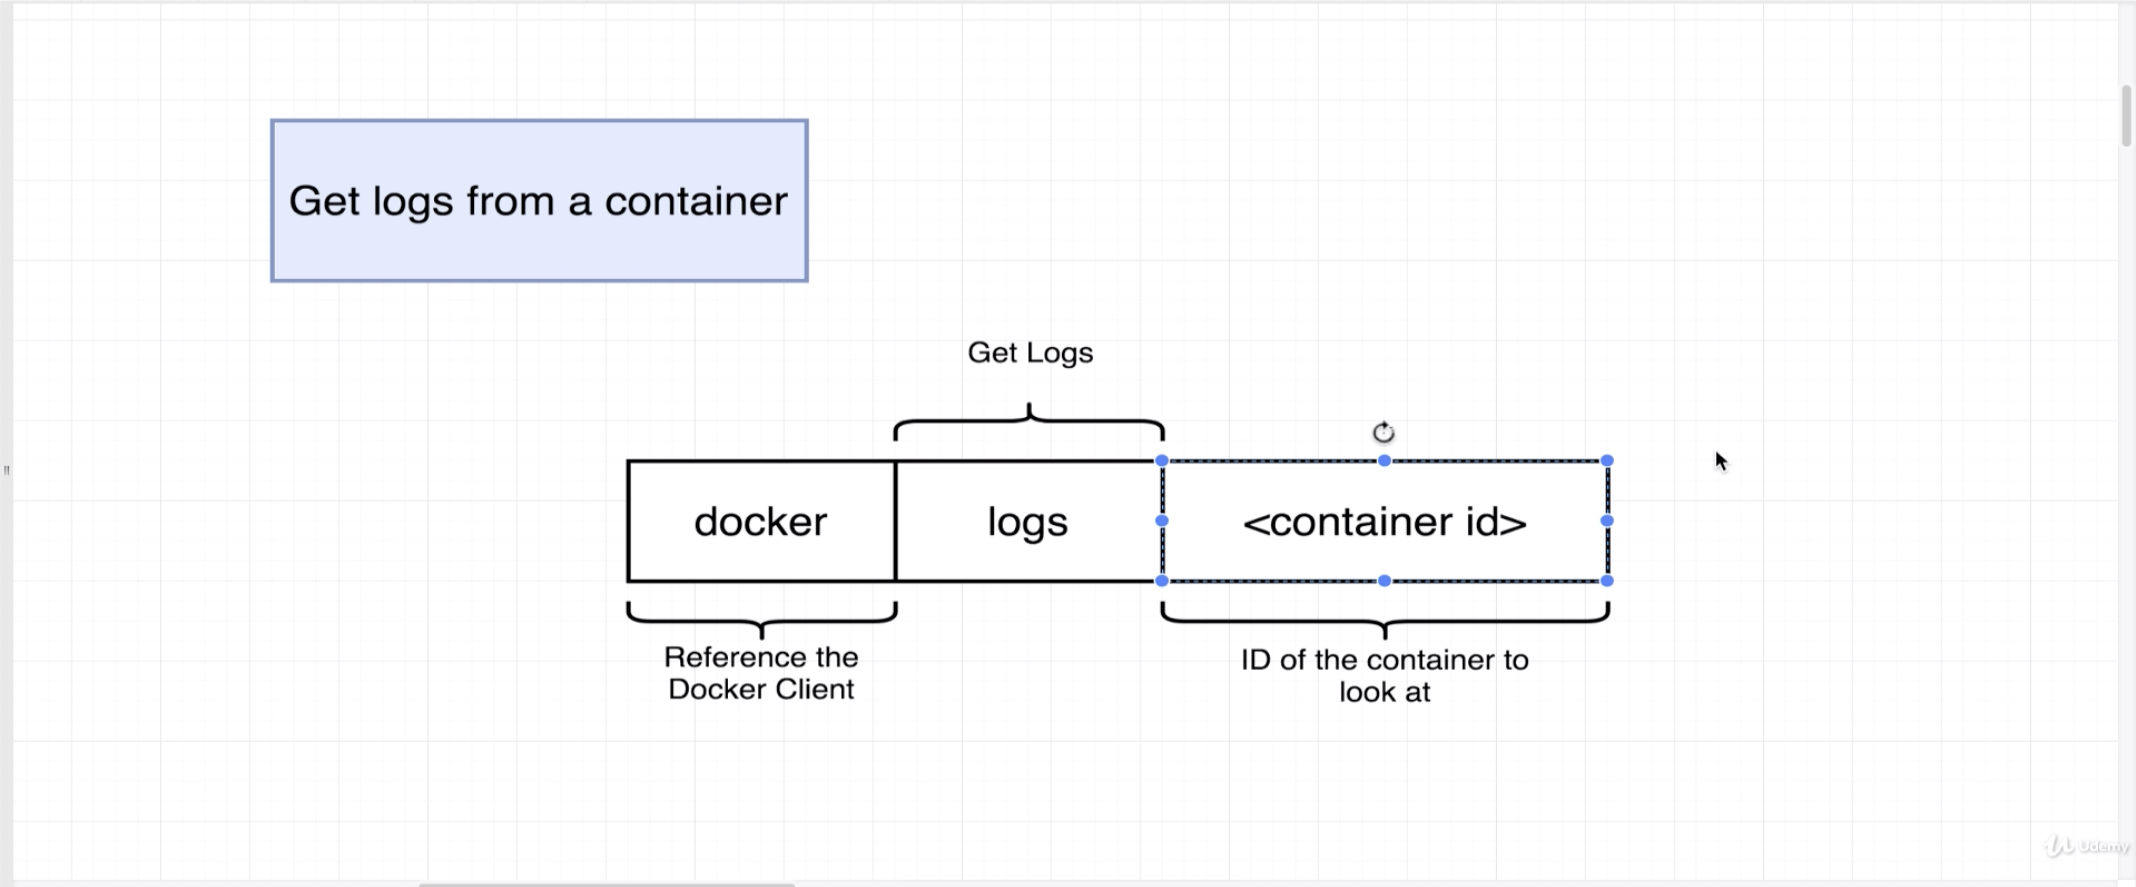 Get logs from a container
Get Logs
docker logs <container id>
Reference the
Docker Client
ID of the container to
look at
Udemy